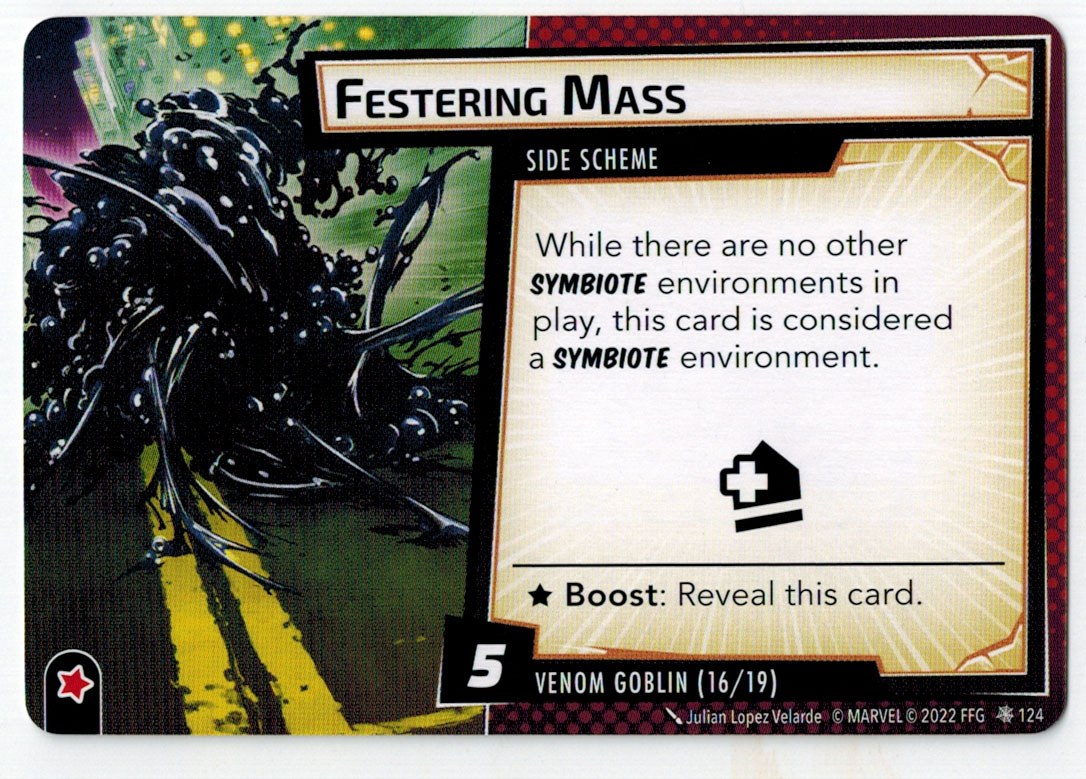 Festering Mass
SIDE SCHEME
While there are no other
SYMBIOTE environments in
play, this card is considered
a SYMBIOTE environment.
★ Boost: Reveal this card.
5
VENOM GOBLIN (16/19)
Julian Lopez Velarde © MARVEL © 2022 FFG 124